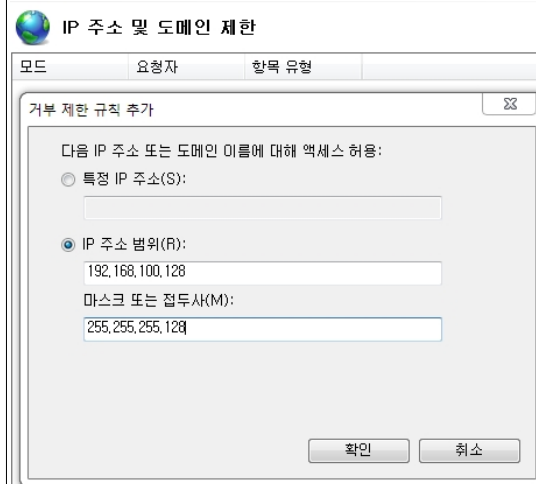 IP 주소 및 도메인 제한
모드 요청자 항목 유형
거부 제한 규칙 추가
다음 IP 주소 또는 도메인 이름에 대해 액세스 허용:
특정 IP 주소(S):
IP 주소 범위(R):
192,168,100,128
마스크 또는 접두사(M):
255,255,255,128
확인 취소